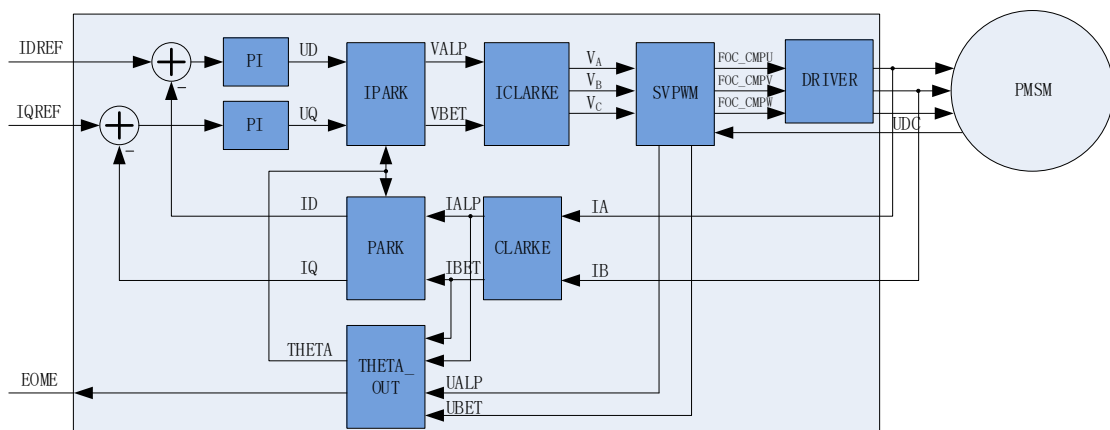 IDREF
IQREF
PI
UD
PI
UQ
IPARK
VALP
VBET
ICLARKE
VA
VB
VC
SVPWM
FOC_CMPU
FOC_CMPV
FOC_CMPW
DRIVER
UDC
PMSM
ID
IQ
PARK
IALP
IBET
CLARKE
IA
IB
THETA
EOME
THETA_
OUT
UALP
UBET